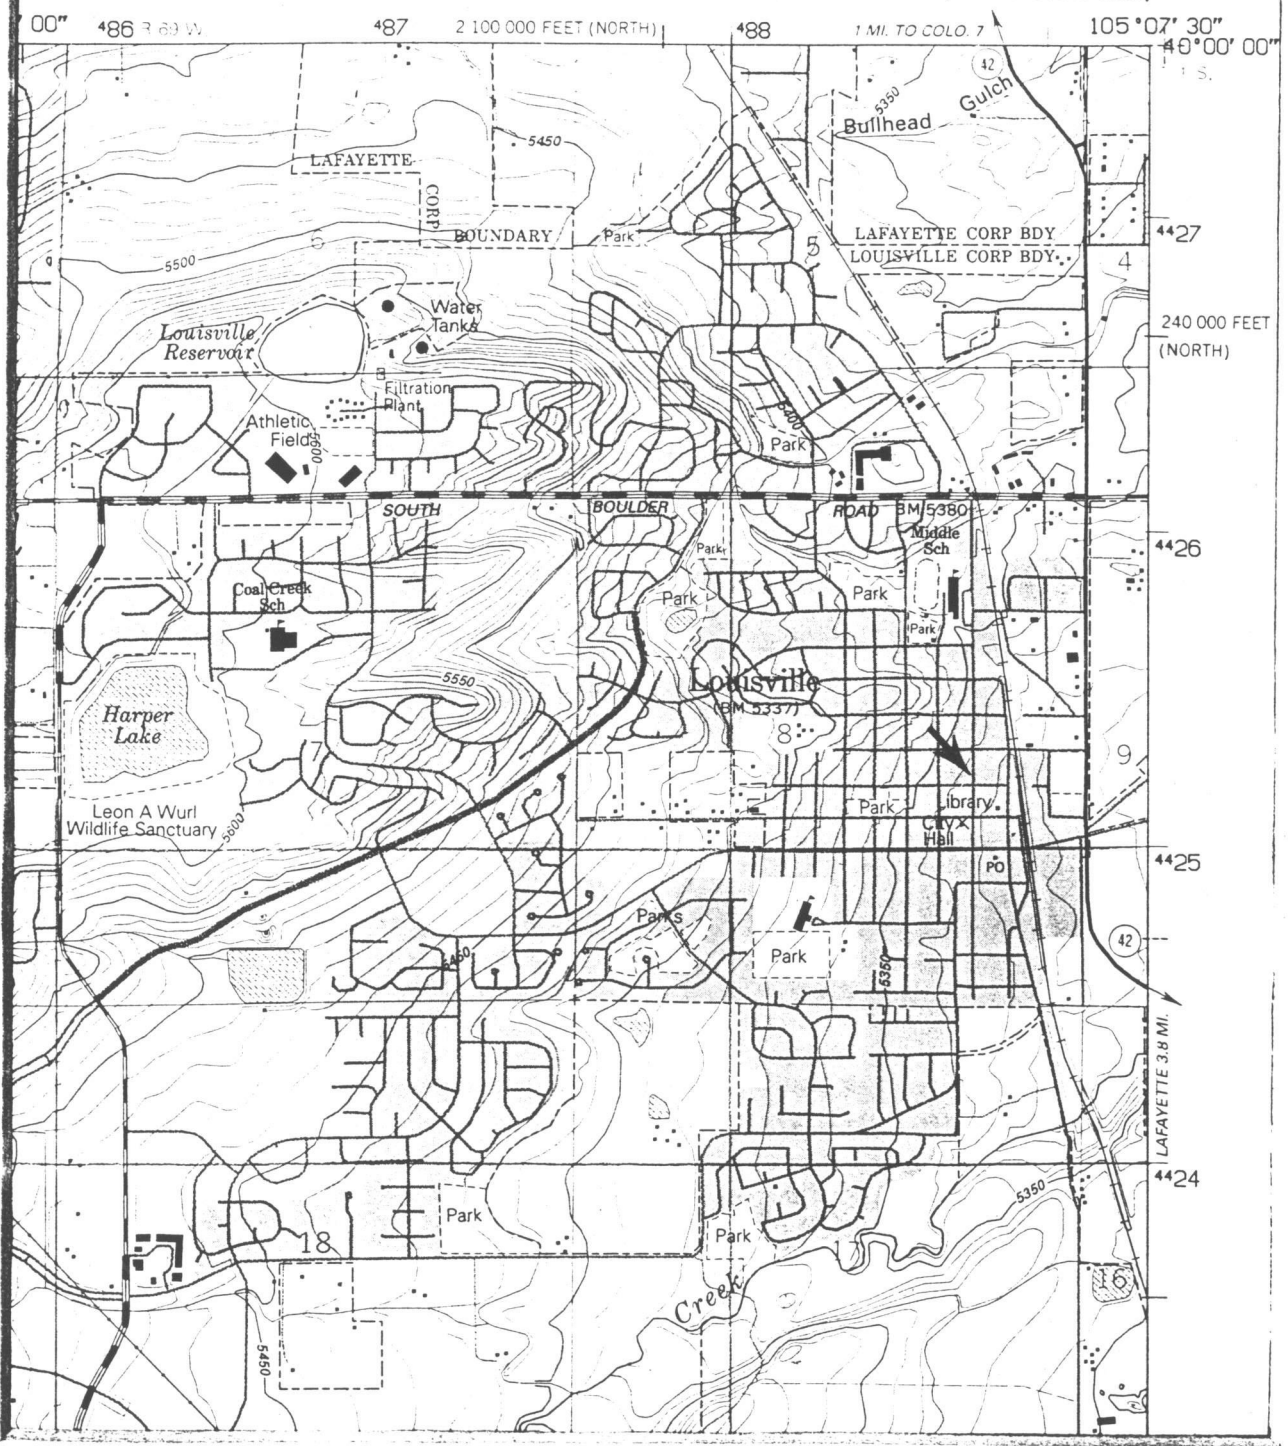 ' 00"
486 R 69 W
487
2 100 000 FEET (NORTH)
488
1 MI. TO COLO. 7
105°07' 30"
40°00' 00"
42
Gulch
5350
Bullhead
5450
LAFAYETTE
CORP
BOUNDARY
Park
6
5
LAFAYETTE CORP BDY
LOUISVILLE CORP BDY
4427
4
5500
Water
Tanks
Louisville
Reservoir
240 000 FEET
(NORTH)
Filtration
Plant
5400
Athletic
Field
5600
Park
SOUTH
BOULDER
ROAD
BM 5380
Middle
Sch
4426
Park
Coal Creek
Sch
Park
Park
Park
5550
Louisville
(BM 5337)
Harper
Lake
8
9
Leon A Wurl
Wildlife Sanctuary
5600
Park
Library
City
Hall
PO
4425
Parks
42
5450
Park
5350
LAFAYETTE 3.8 MI.
4424
5350
Park
Park
18
16
Creek
5450